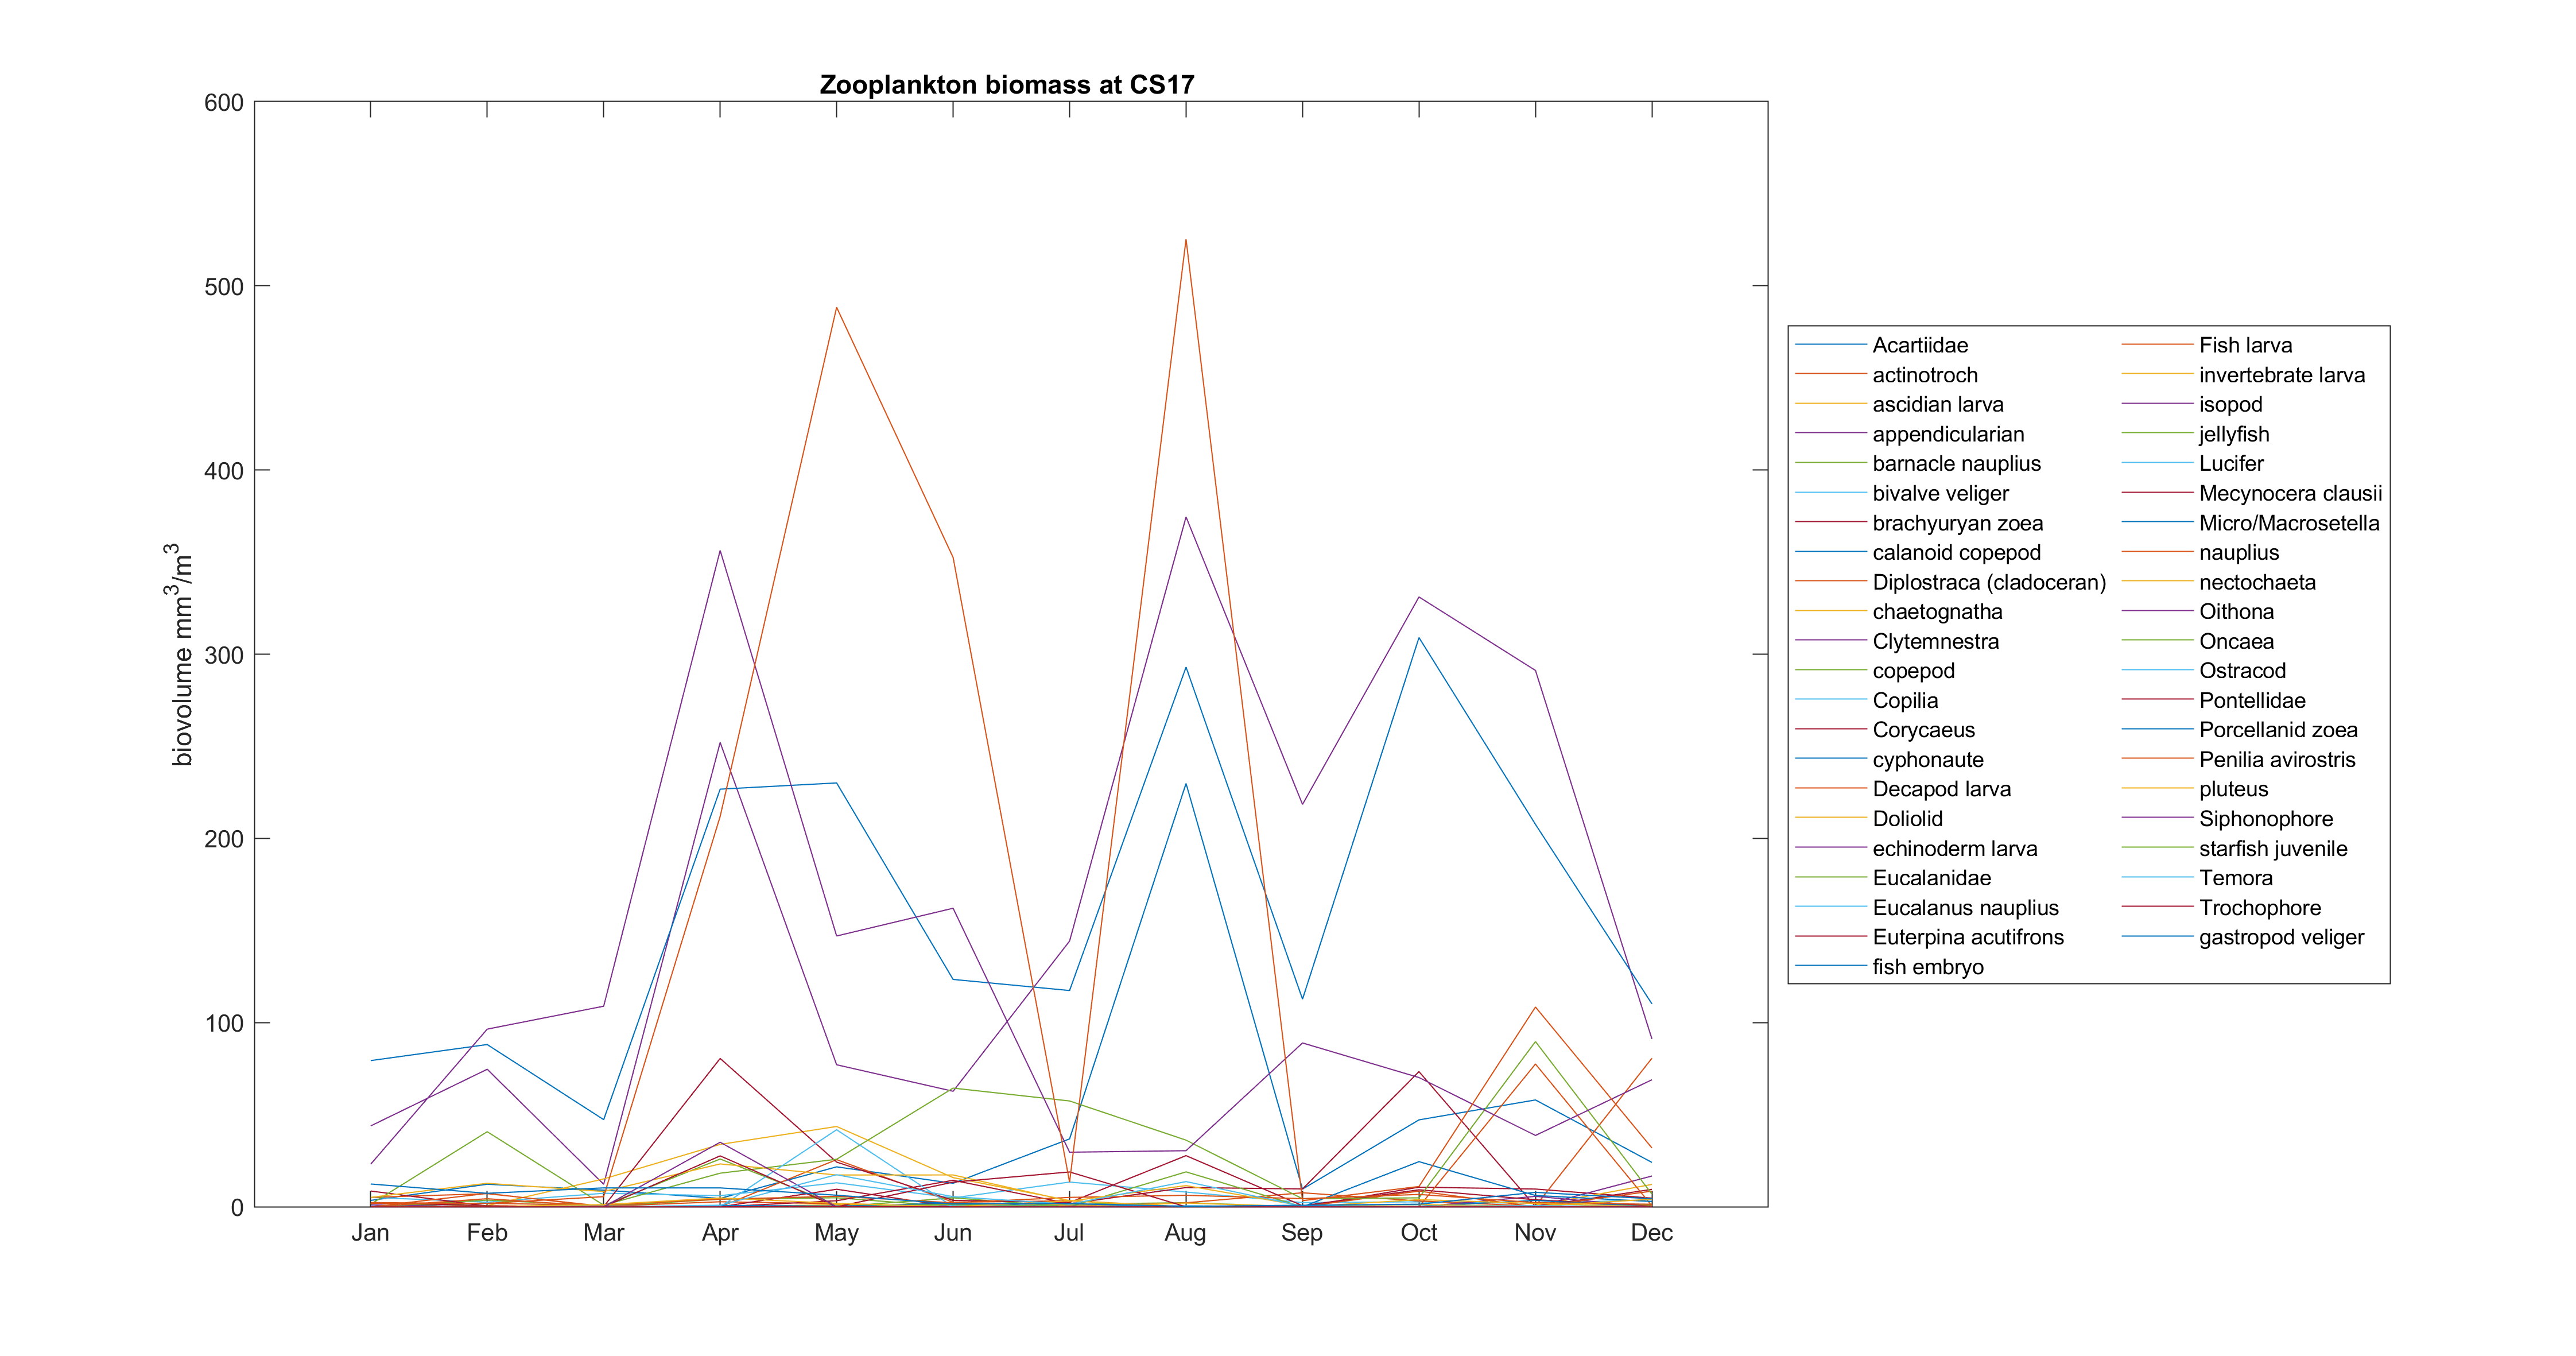 Zooplankton biomass at CS17
600
500
400
300
200
100
0
biovolume mm³/m³
Jan Feb Mar Apr May Jun Jul Aug Sep Oct Nov Dec
Acartiidae
actinotroch
ascidian larva
appendicularian
barnacle nauplius
bivalve veliger
brachyuryan zoea
calanoid copepod
Diplostraca (cladoceran)
chaetognatha
Clytemnestra
copepod
Copilia
Corycaeus
cyphonaute
Decapod larva
Doliolid
echinoderm larva
Eucalanidae
Eucalanus nauplius
Euterpina acutifrons
fish embryo
Fish larva
invertebrate larva
isopod
jellyfish
Lucifer
Mecynocera clausii
Micro/Macrosetella
nauplius
nectochaeta
Oithona
Oncaea
Ostracod
Pontellidae
Porcellanid zoea
Penilia avirostris
pluteus
Siphonophore
starfish juvenile
Temora
Trochophore
gastropod veliger